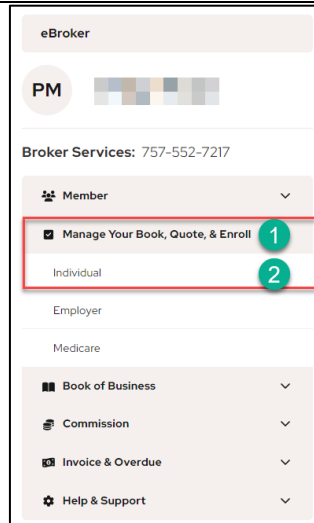 eBroker
PM
Broker Services: 757-552-7217
Member
Manage Your Book, Quote, & Enroll 1
Individual 2
Employer
Medicare
Book of Business
Commission
Invoice & Overdue
Help & Support